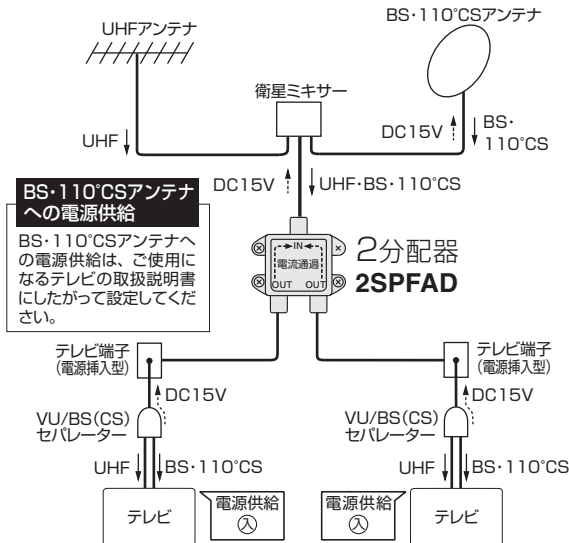 UHFアンテナ
BS・110°CSアンテナ
衛星ミキサー
UHF
DC15V
BS・
110°CS
DC15V
UHF・BS・110°CS
BS・110°CSアンテナ
への電源供給
BS・110°CSアンテナへ
の電源供給は、ご使用に
なるテレビの取扱説明書
にしたがって設定してくだ
さい。
IN
電流通過
OUT
OUT
2分配器
2SPFAD
テレビ端子
(電源挿入型)
DC15V
VU/BS(CS)
セパレーター
UHF
BS・110°CS
テレビ
電源供給
入
テレビ端子
(電源挿入型)
DC15V
VU/BS(CS)
セパレーター
UHF
BS・110°CS
電源供給
入
テレビ